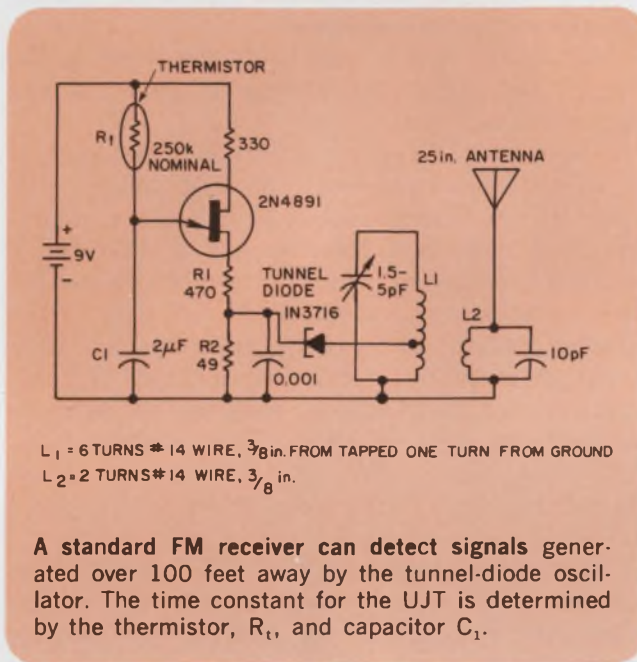 THERMISTOR
Rt
250k
NOMINAL
330
25in. ANTENNA
2N4891
+
9V
-
R1
470
TUNNEL
DIODE
IN3716
1.5-
5pF
L1
L2
C1
2μF
R2
49
0.001
10pF
L1 = 6 TURNS # 14 WIRE, 3/8 in. FROM TAPPED ONE TURN FROM GROUND
L2 = 2 TURNS # 14 WIRE, 3/8 in.
A standard FM receiver can detect signals gener-
ated over 100 feet away by the tunnel-diode oscil-
lator. The time constant for the UJT is determined
by the thermistor, Rt, and capacitor C1.